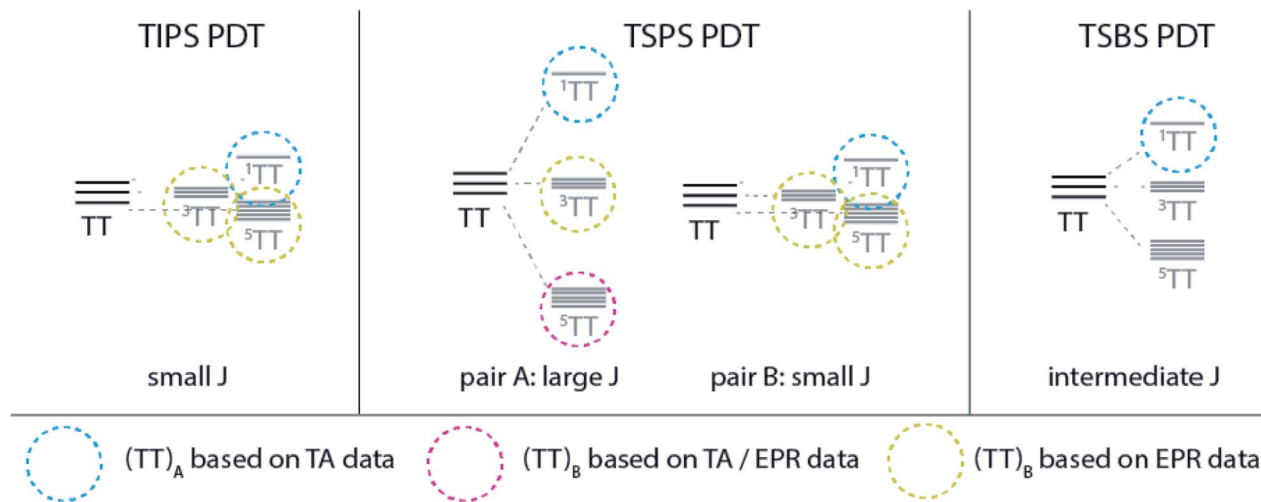 TIPS PDT
TSPS PDT
TSBS PDT
TT
³TT
¹TT
⁵TT
TT
¹TT
³TT
⁵TT
TT
³TT
¹TT
⁵TT
TT
¹TT
³TT
⁵TT
small J
pair A: large J
pair B: small J
intermediate J
(TT)A based on TA data
(TT)B based on TA / EPR data
(TT)B based on EPR data